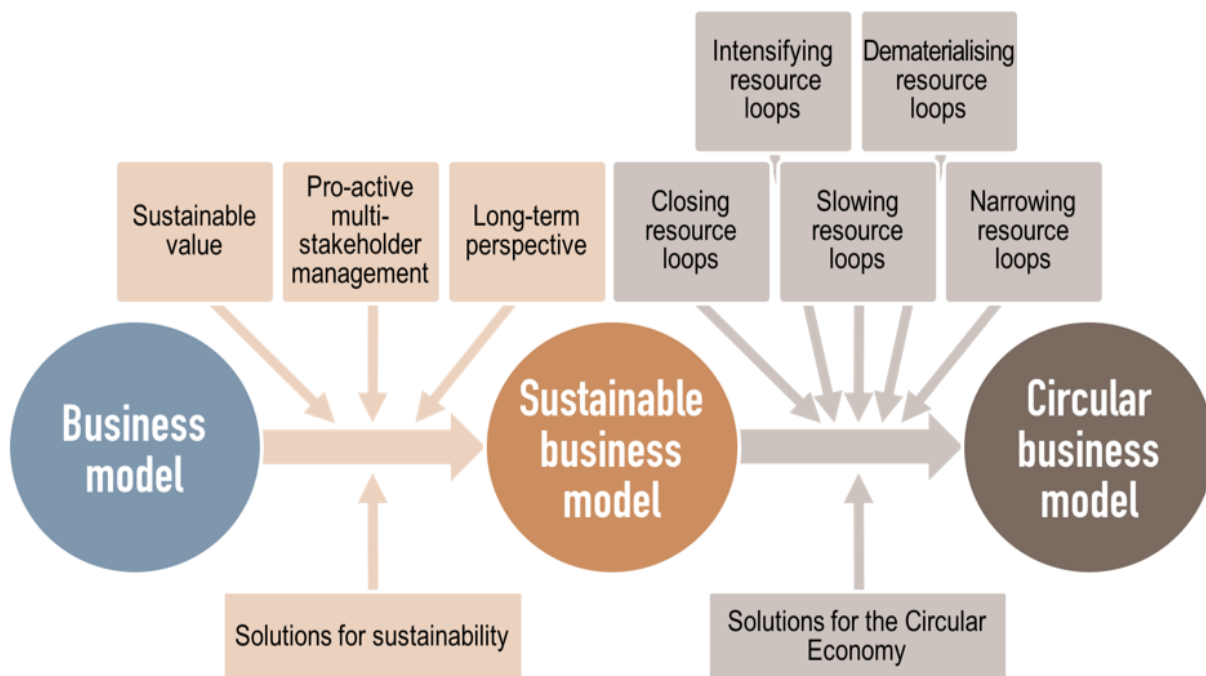 Intensifying
resource
loops
Dematerialising
resource
loops
Sustainable
value
Pro-active
multi-
stakeholder
management
Long-term
perspective
Closing
resource
loops
Slowing
resource
loops
Narrowing
resource
loops
Business
model
Sustainable
business
model
Circular
business
model
Solutions for sustainability
Solutions for the Circular
Economy